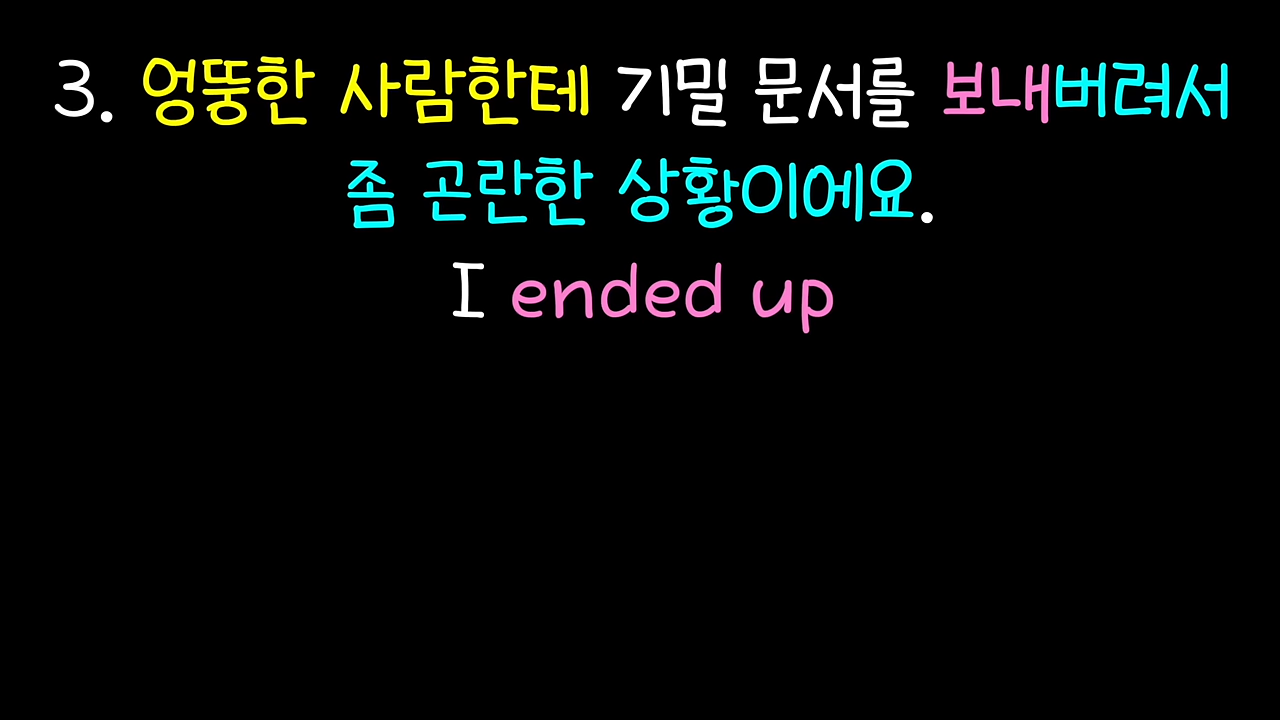 3. 엉뚱한 사람한테 기밀 문서를 보내버려서
좀 곤란한 상황이에요.
I ended up